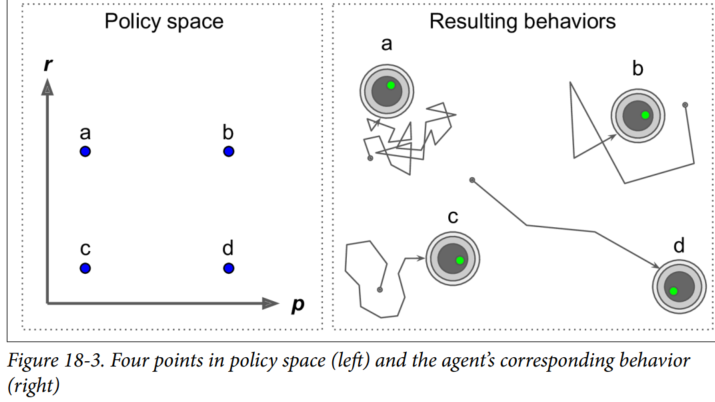 Policy space
Resulting behaviors
r
a
b
c
d
p
a
b
c
d
Figure 18-3. Four points in policy space (left) and the agent’s corresponding behavior
(right)